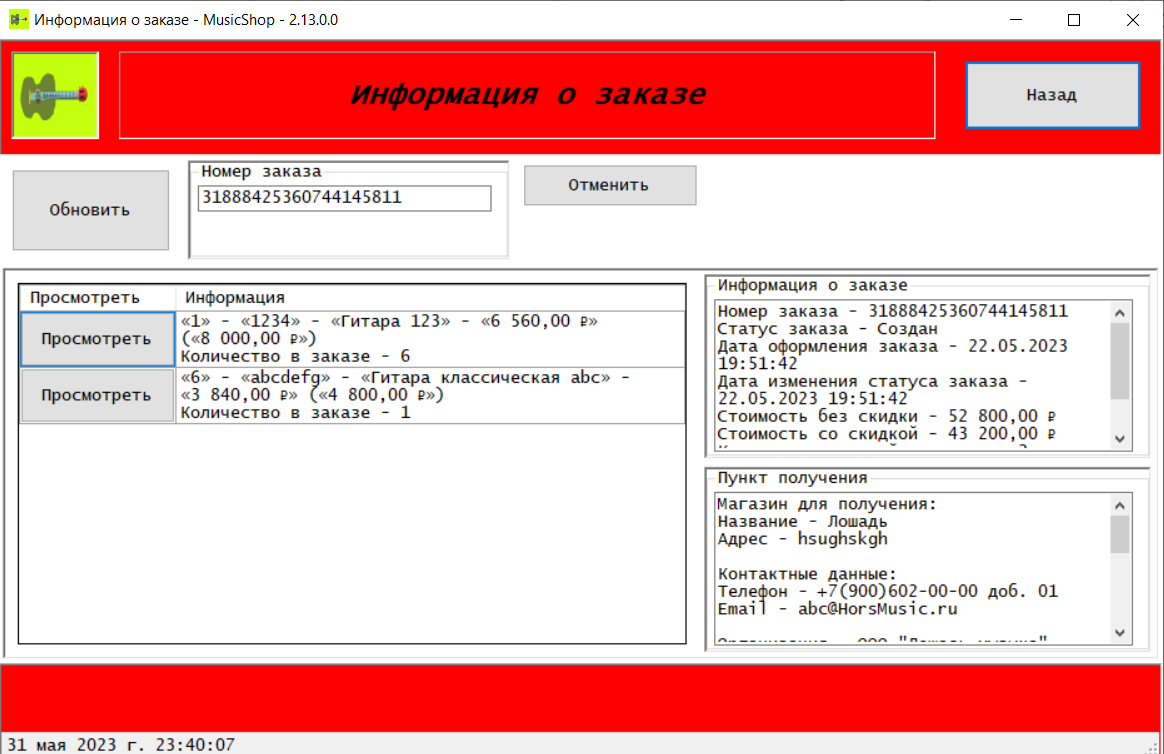 Информация о заказе - MusicShop - 2.13.0.0
Информация о заказе
Назад
Обновить
Номер заказа
31888425360744145811
Отменить
Просмотреть
Информация
Просмотреть
«1» - «1234» - «Гитара 123» - «6 560,00 ₽»
(«8 000,00 ₽»)
Количество в заказе - 6
Просмотреть
«6» - «abcdefg» - «Гитара классическая abc» -
«3 840,00 ₽» («4 800,00 ₽»)
Количество в заказе - 1
Информация о заказе
Номер заказа - 31888425360744145811
Статус заказа - Создан
Дата оформления заказа - 22.05.2023
19:51:42
Дата изменения статуса заказа -
22.05.2023 19:51:42
Стоимость без скидки - 52 800,00 ₽
Стоимость со скидкой - 43 200,00 ₽
Пункт получения
Магазин для получения:
Название - Лошадь
Адрес - hsughskgh
Контактные данные:
Телефон - +7(900)602-00-00 доб. 01
Email - abc@HorsMusic.ru
31 мая 2023 г. 23:40:07